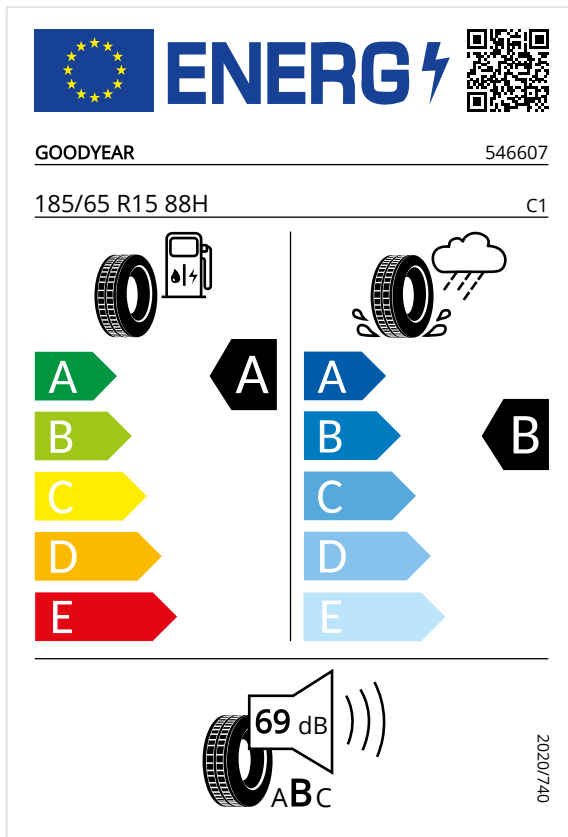 ENERG
GOODYEAR 546607
185/65 R15 88H C1
A A
B
C
D
E
A
B B
C
D
E
69 dB
ABC
2020/740